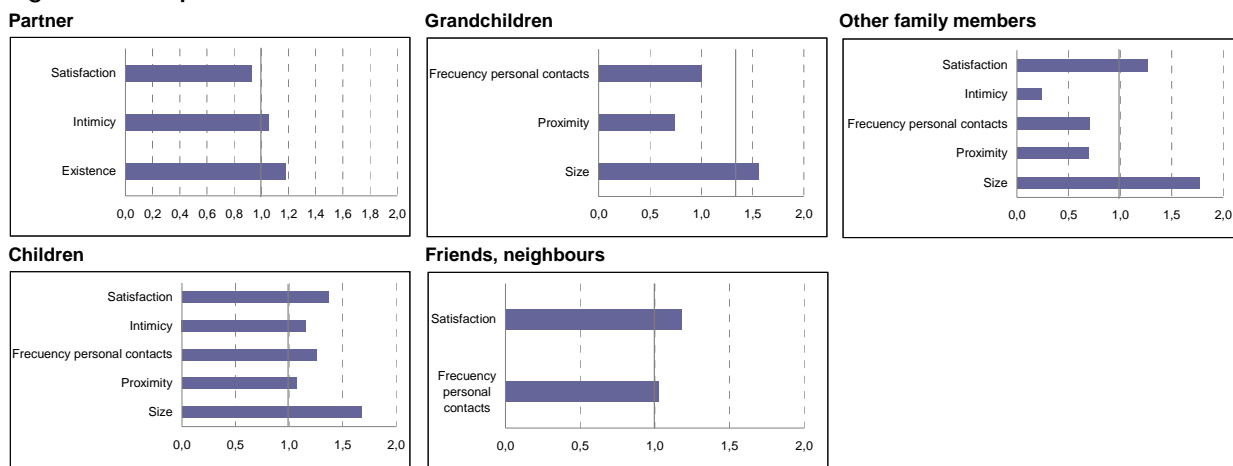 Partner
Satisfaction
Intimicy
Existence
0,0 0,2 0,4 0,6 0,8 1,0 1,2 1,4 1,6 1,8 2,0
Grandchildren
Frecuency personal contacts
Proximity
Size
0,0 0,5 1,0 1,5 2,0
Other family members
Satisfaction
Intimicy
Frecuency personal contacts
Proximity
Size
0,0 0,5 1,0 1,5 2,0
Children
Satisfaction
Intimicy
Frecuency personal contacts
Proximity
Size
0,0 0,5 1,0 1,5 2,0
Friends, neighbours
Satisfaction
Frecuency
personal
contacts
0,0 0,5 1,0 1,5 2,0